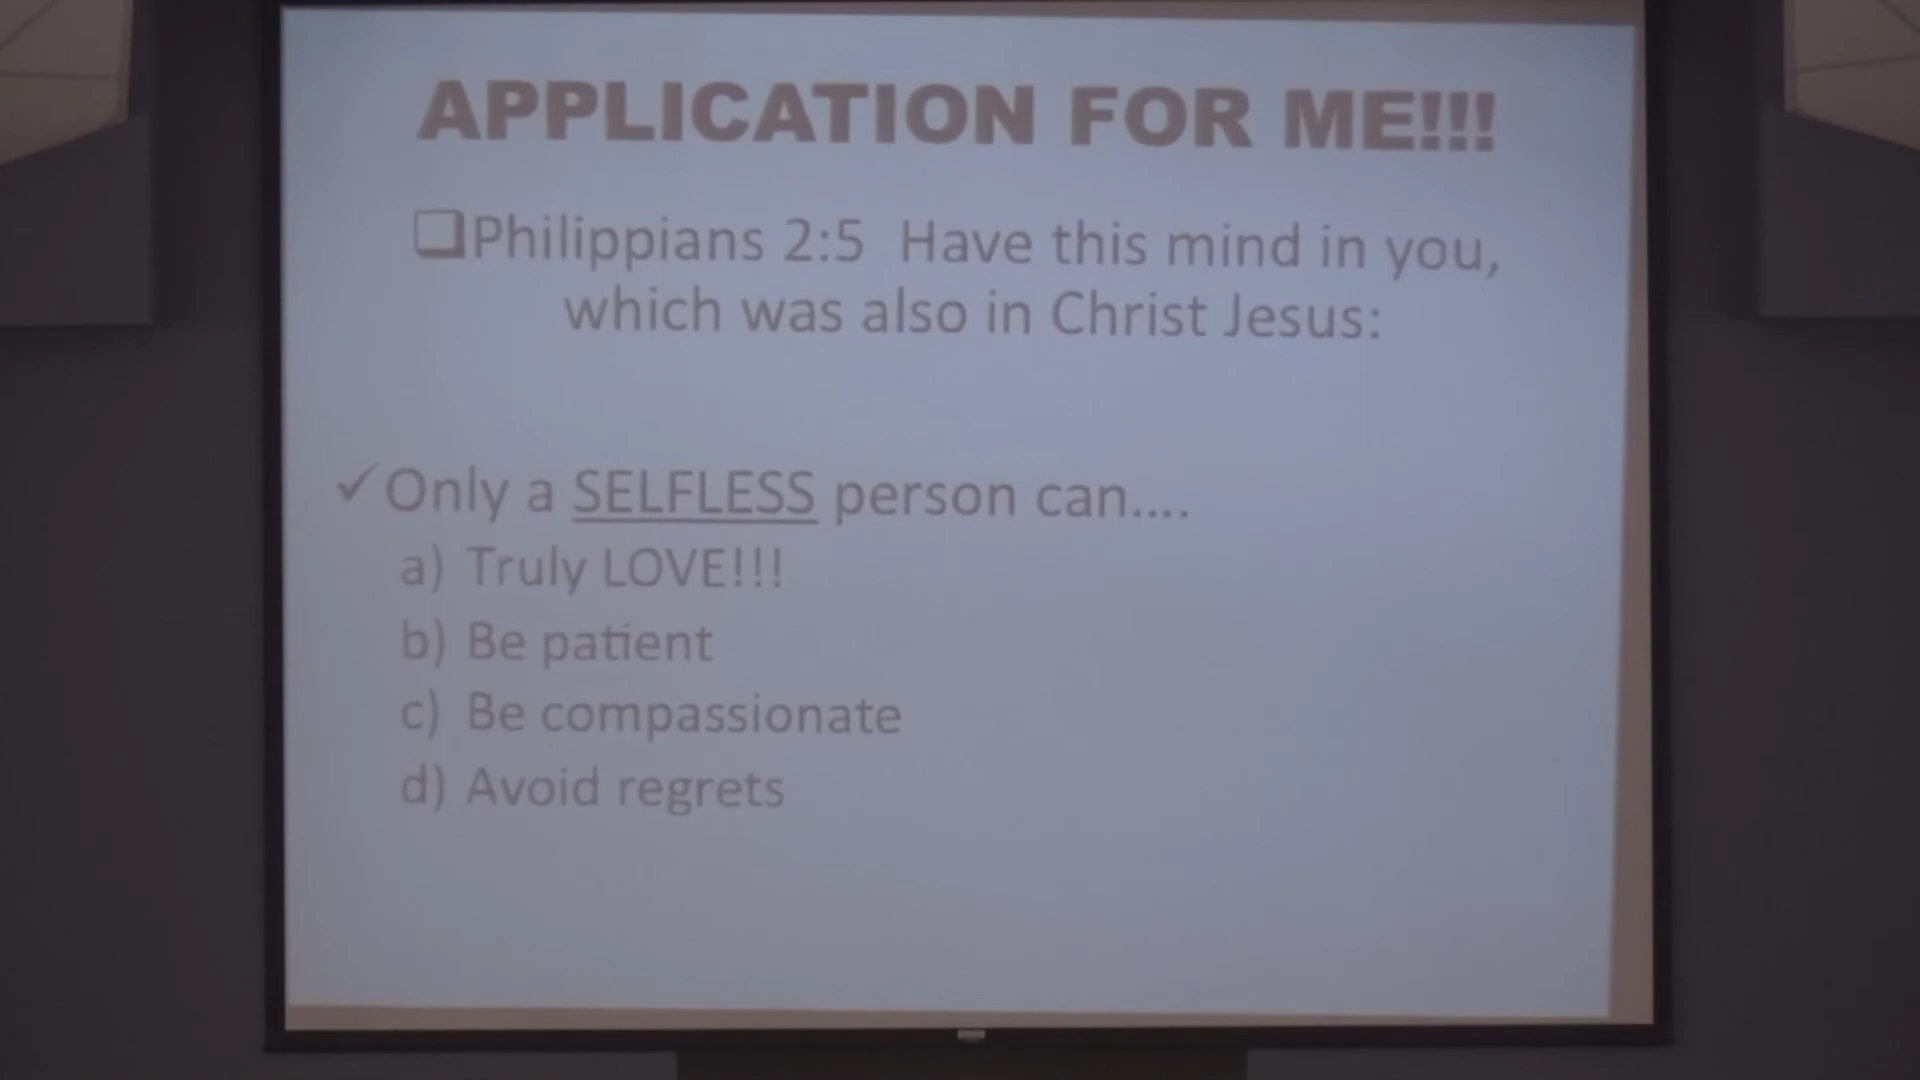 APPLICATION FOR ME!!!
❑Philippians 2:5 Have this mind in you,
which was also in Christ Jesus:
✓Only a SELFLESS person can....
a) Truly LOVE!!!
b) Be patient
c) Be compassionate
d) Avoid regrets